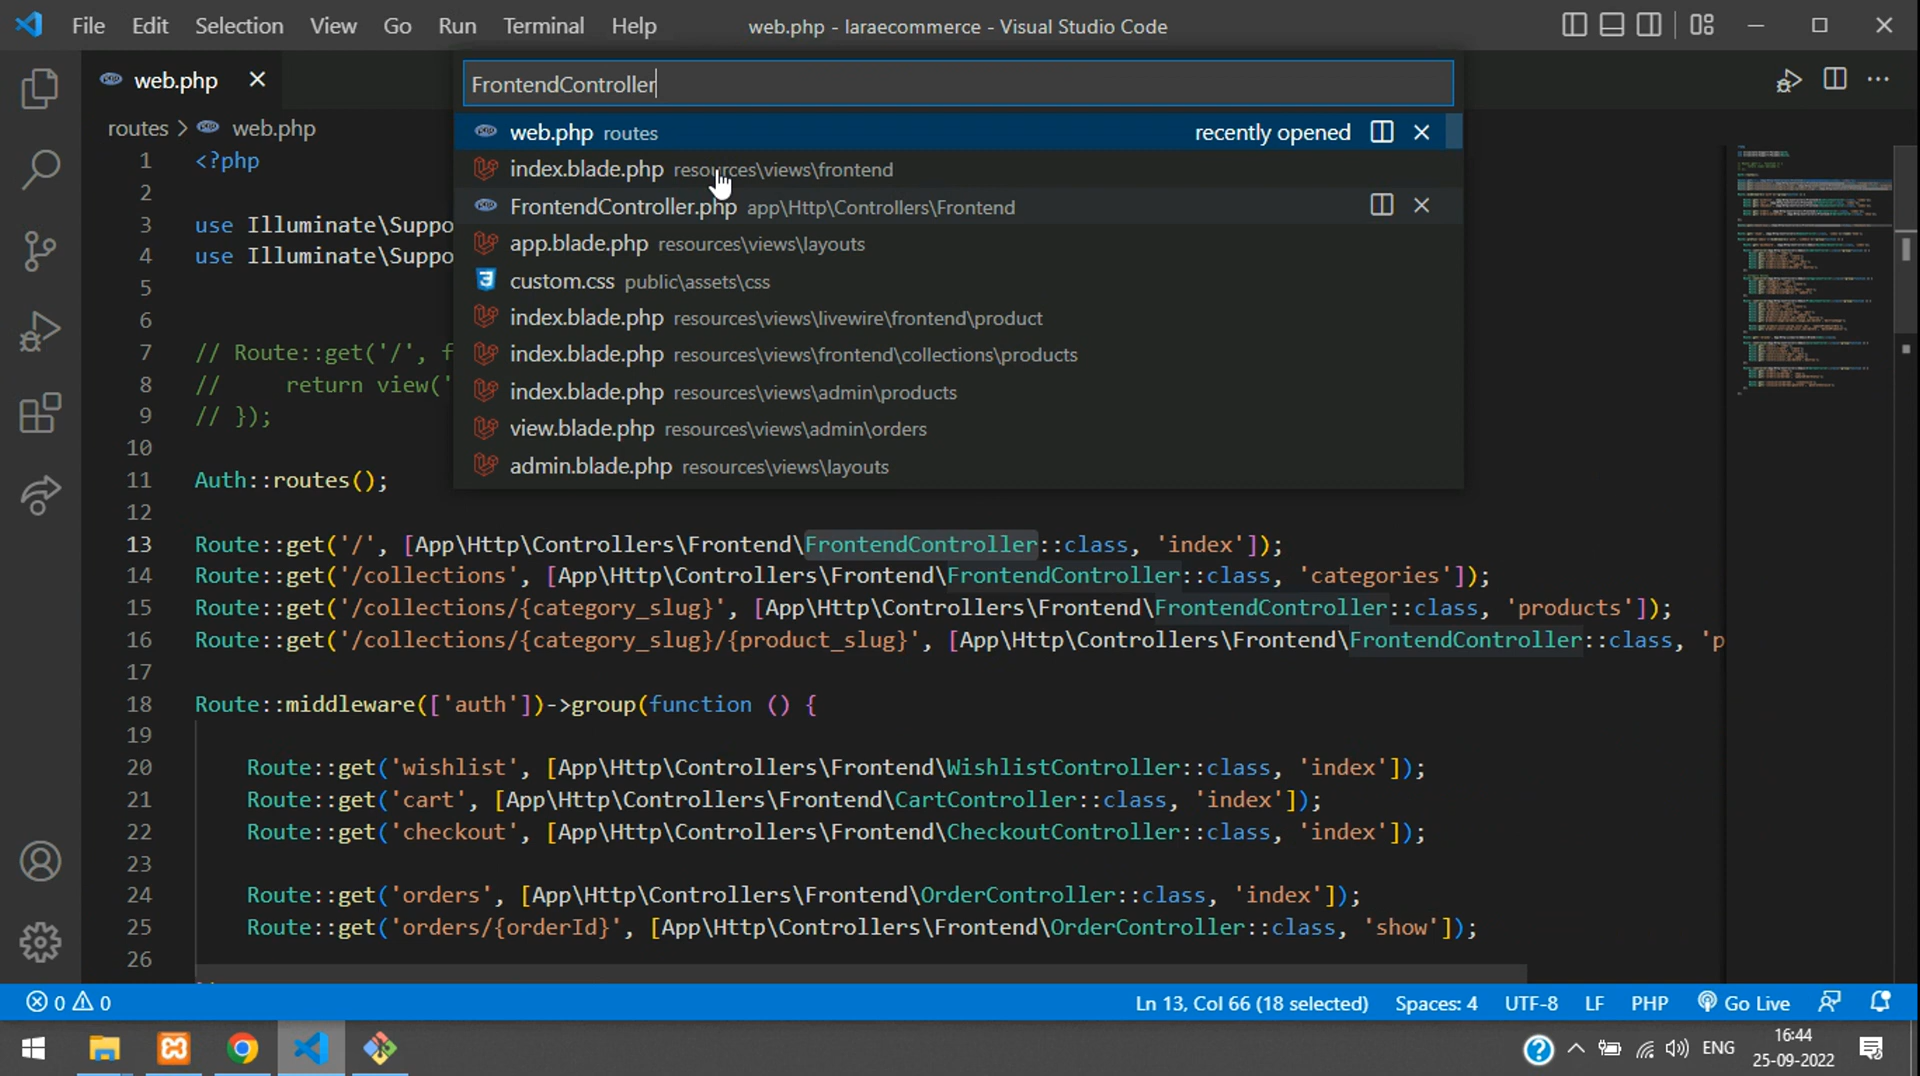 File Edit Selection View Go Run Terminal Help web.php - laraecommerce - Visual Studio Code
web.php
FrontendController
routes > web.php
web.php routes recently opened
index.blade.php resources\views\frontend
FrontendController.php app\Http\Controllers\Frontend
app.blade.php resources\views\layouts
custom.css public\assets\css
index.blade.php resources\views\livewire\frontend\product
index.blade.php resources\views\frontend\collections\products
index.blade.php resources\views\admin\products
view.blade.php resources\views\admin\orders
admin.blade.php resources\views\layouts
1 <?php
2
3 use Illuminate\Suppo
4 use Illuminate\Suppo
5
6
7 // Route::get('/', f
8 //     return view('
9 // });
10
11 Auth::routes();
12
13 Route::get('/', [App\Http\Controllers\Frontend\FrontendController::class, 'index']);
14 Route::get('/collections', [App\Http\Controllers\Frontend\FrontendController::class, 'categories']);
15 Route::get('/collections/{category_slug}', [App\Http\Controllers\Frontend\FrontendController::class, 'products']);
16 Route::get('/collections/{category_slug}/{product_slug}', [App\Http\Controllers\Frontend\FrontendController::class, 'p
17
18 Route::middleware(['auth'])->group(function () {
19
20     Route::get('wishlist', [App\Http\Controllers\Frontend\WishlistController::class, 'index']);
21     Route::get('cart', [App\Http\Controllers\Frontend\CartController::class, 'index']);
22     Route::get('checkout', [App\Http\Controllers\Frontend\CheckoutController::class, 'index']);
23
24     Route::get('orders', [App\Http\Controllers\Frontend\OrderController::class, 'index']);
25     Route::get('orders/{orderId}', [App\Http\Controllers\Frontend\OrderController::class, 'show']);
26
0 0 Ln 13, Col 66 (18 selected) Spaces: 4 UTF-8 LF PHP Go Live
ENG 16:44
25-09-2022